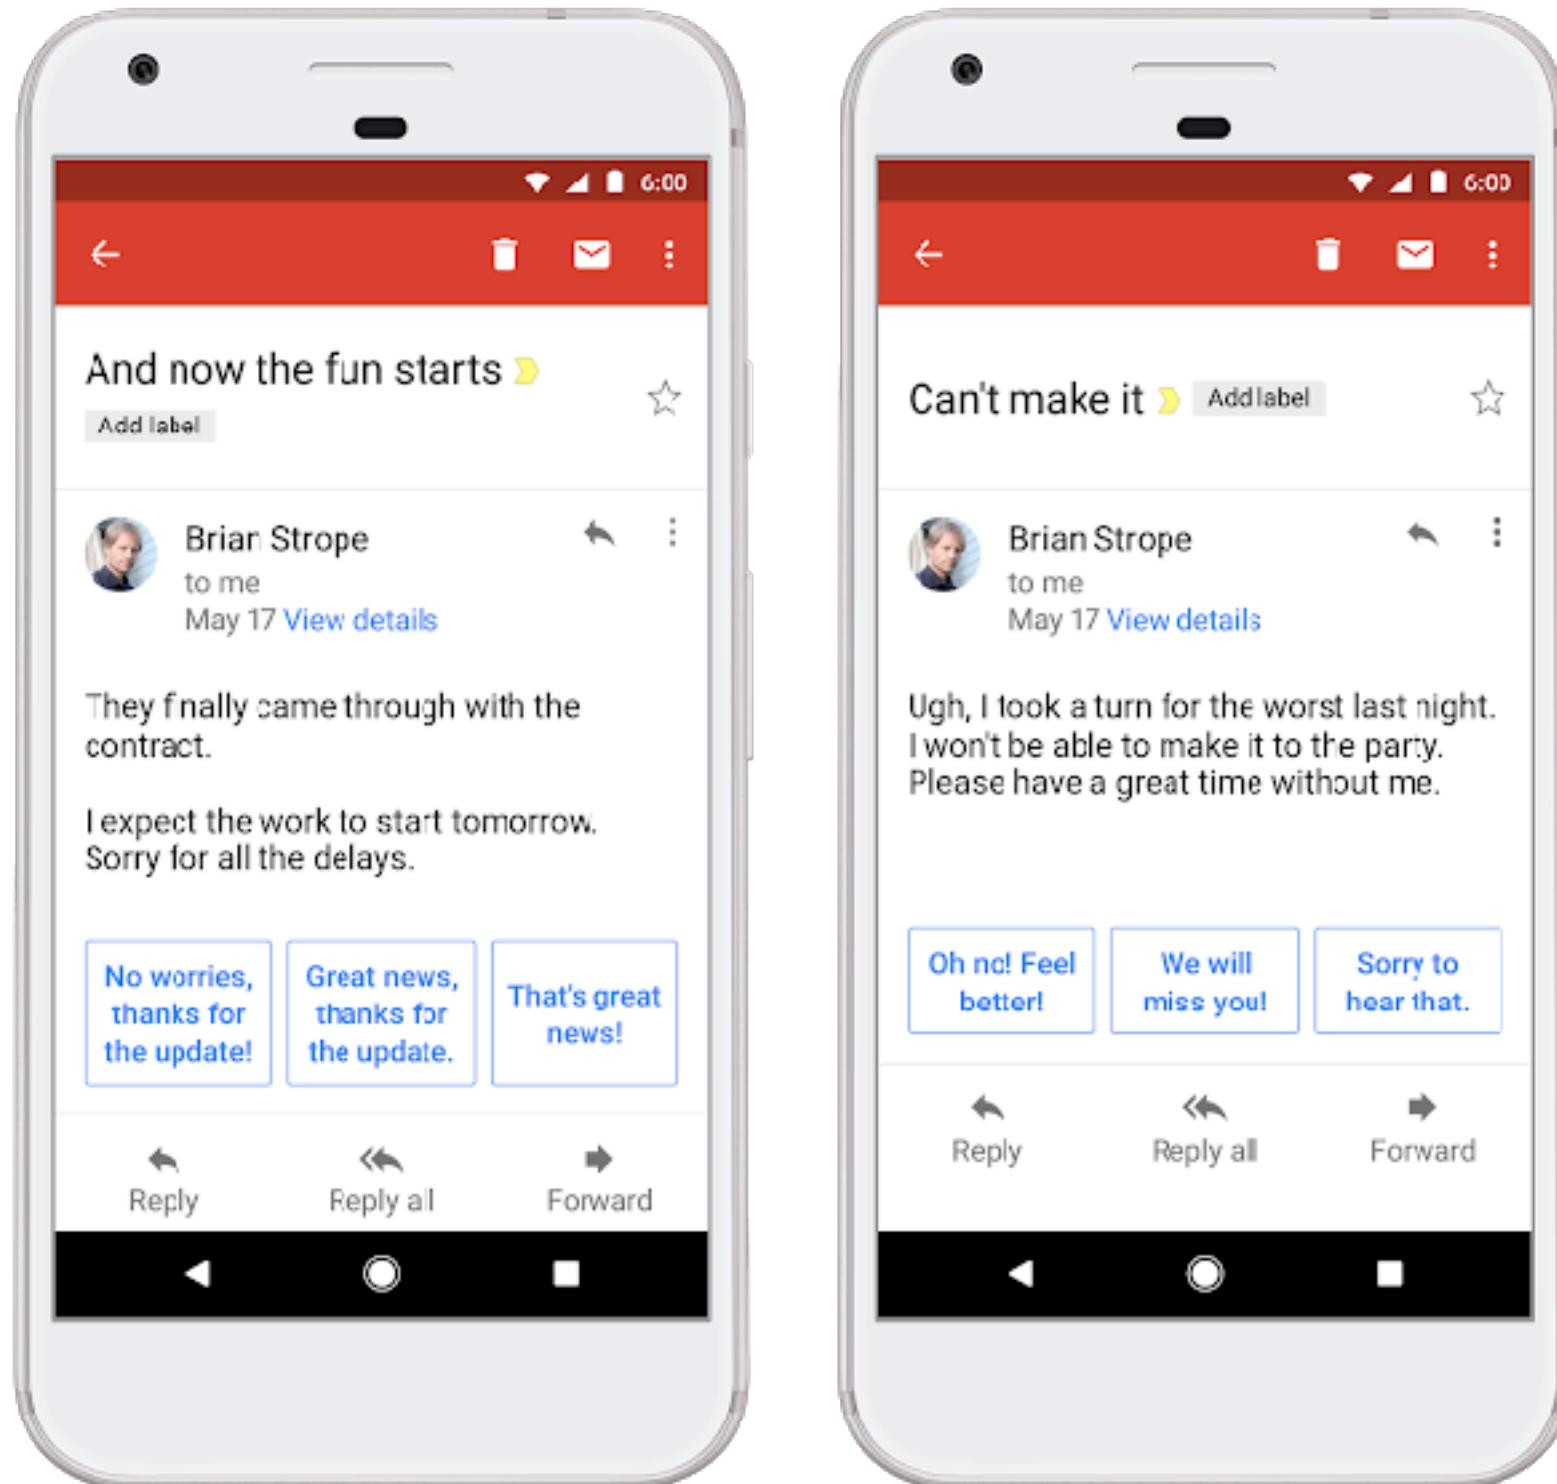 6:00
And now the fun starts
Add label
Brian Strope
to me
May 17 View details
They finally came through with the
contract.
I expect the work to start tomorrow.
Sorry for all the delays.
No worries,
thanks for
the update!
Great news,
thanks for
the update.
That's great
news!
Reply
Reply all
Forward
6:00
Can't make it
Add label
Brian Strope
to me
May 17 View details
Ugh, I took a turn for the worst last night.
I won't be able to make it to the party.
Please have a great time without me.
Oh no! Feel
better!
We will
miss you!
Sorry to
hear that.
Reply
Reply all
Forward